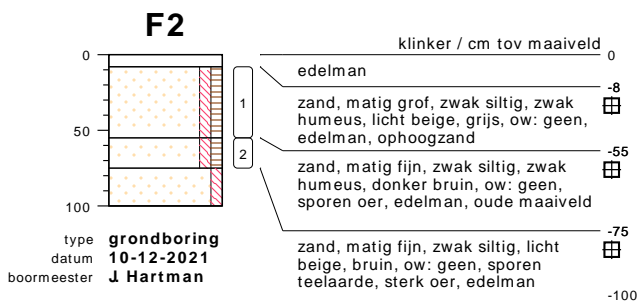 F2
klinker / cm tov maaiveld
0
0
edelman
-8
zand, matig grof, zwak siltig, zwak
humeus, licht beige, grijs, ow: geen,
edelman, ophoogzand
1
50
-55
2
zand, matig fijn, zwak siltig, zwak
humeus, donker bruin, ow: geen,
sporen oer, edelman, oude maaiveld
100
-75
zand, matig fijn, zwak siltig, licht
beige, bruin, ow: geen, sporen
teelaarde, sterk oer, edelman
-100
type grondboring
datum 10-12-2021
boormeester J. Hartman